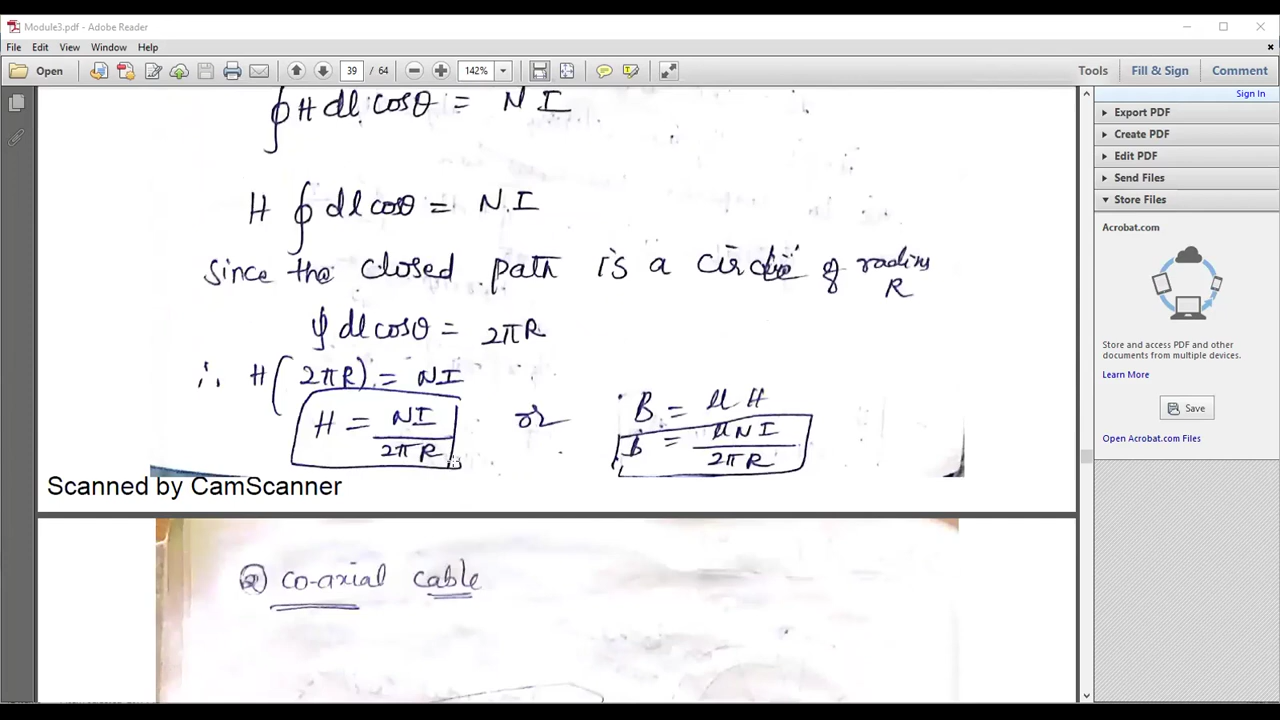 Module3.pdf - Adobe Reader
File Edit View Window Help
Open 39 / 64 142% Tools Fill & Sign Comment
Sign In
Export PDF
Create PDF
Edit PDF
Send Files
Store Files
Acrobat.com
Store and access PDF and other
documents from multiple devices.
Learn More
Save
Open Acrobat.com Files
∮ H dl cosθ = N I
H ∮ dl cosθ = N.I
Since the closed path is a circle of radius
R
∮ dl cosθ = 2πR
∴ H(2πR) = NI
H = NI / 2πR or B = μH
B = μNI / 2πR
Scanned by CamScanner
② co-axial cable